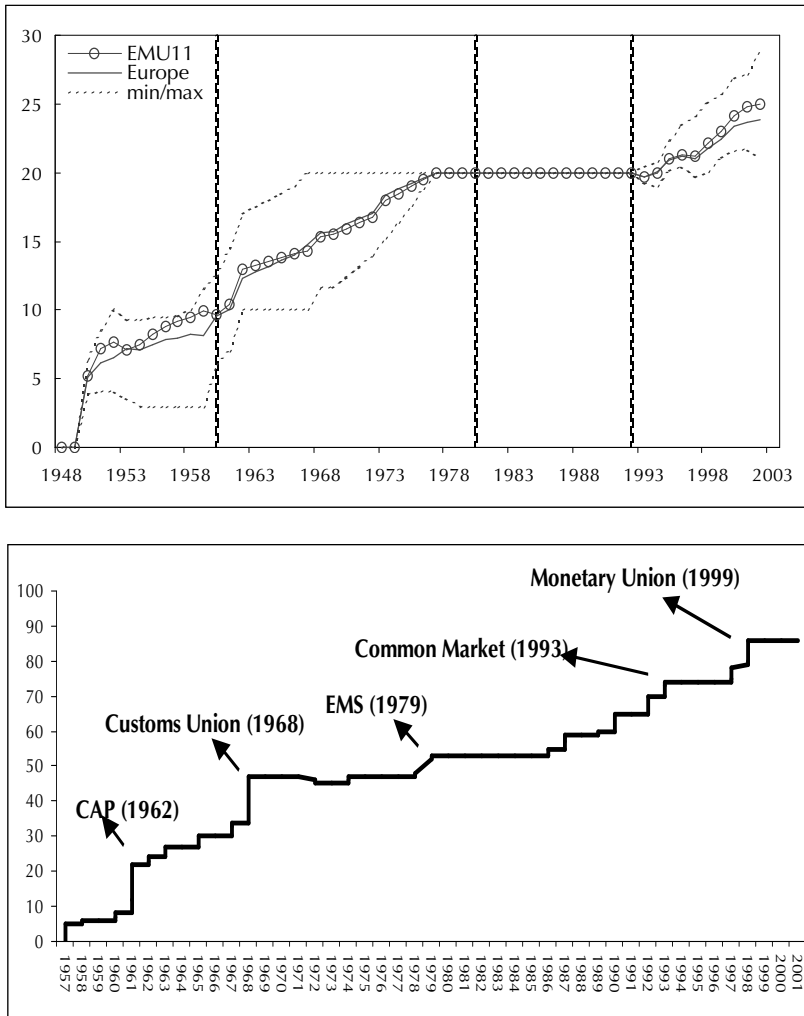 30
25
20
15
10
5
0
EMU11
Europe
min/max
1948 1953 1958 1963 1968 1973 1978 1983 1988 1993 1998 2003
100
90
80
70
60
50
40
30
20
10
0
Monetary Union (1999)
Common Market (1993)
EMS (1979)
Customs Union (1968)
CAP (1962)
1957 1958 1959 1960 1961 1962 1963 1964 1965 1966 1967 1968 1969 1970 1971 1972 1973 1974 1975 1976 1977 1978 1979 1980 1981 1982 1983 1984 1985 1986 1987 1988 1989 1990 1991 1992 1993 1994 1995 1996 1997 1998 1999 2000 2001